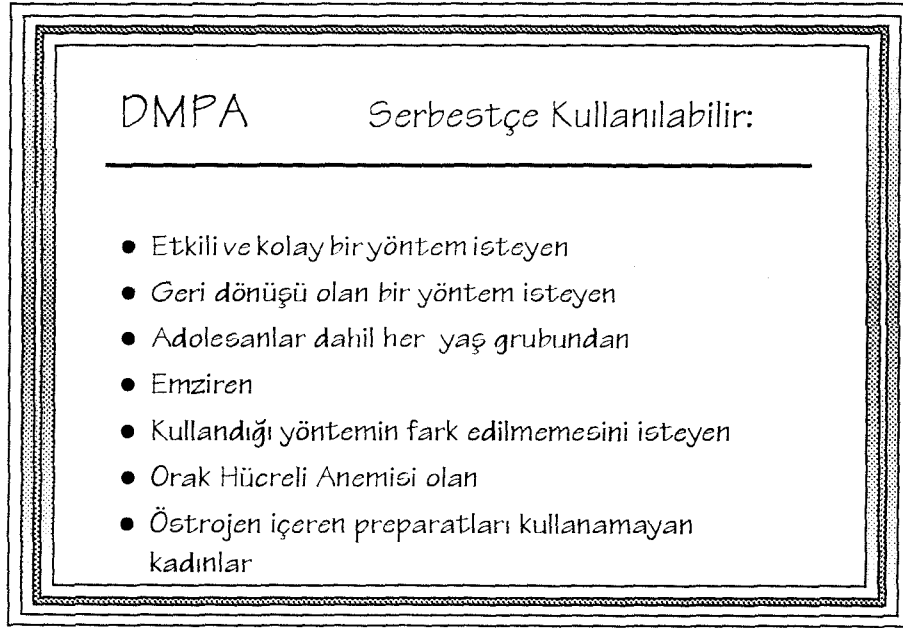 DMPA Serbestçe Kullanılabilir:
• Etkili ve kolay bir yöntem isteyen
• Geri dönüşü olan bir yöntem isteyen
• Adolesanlar dahil her yaş grubundan
• Emziren
• Kullandığı yöntemin fark edilmemesini isteyen
• Orak Hücreli Anemisi olan
• Östrojen içeren preparatları kullanamayan
kadınlar